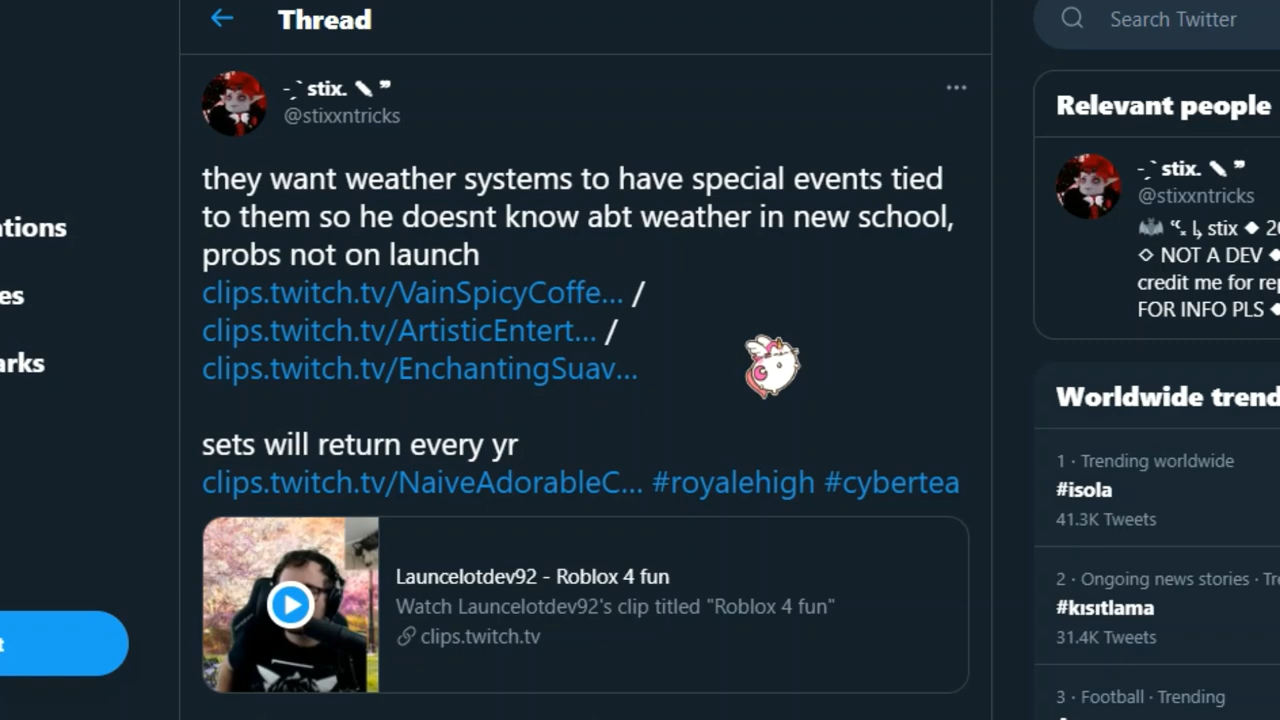 Thread
Search Twitter
-ˏ` stix. ✎ ❞
@stixxntricks
they want weather systems to have special events tied
to them so he doesnt know abt weather in new school,
probs not on launch
clips.twitch.tv/VainSpicyCoffe... /
clips.twitch.tv/ArtisticEntert... /
clips.twitch.tv/EnchantingSuav...
sets will return every yr
clips.twitch.tv/NaiveAdorableC... #royalehigh #cybertea
Launcelotdev92 - Roblox 4 fun
Watch Launcelotdev92's clip titled "Roblox 4 fun"
clips.twitch.tv
ations
es
arks
t
Relevant people
-ˏ` stix. ✎ ❞
@stixxntricks
stix ◆ 20
◇ NOT A DEV ◆
credit me for rep
FOR INFO PLS ◆
Worldwide trend
1 · Trending worldwide
#isola
41.3K Tweets
2 · Ongoing news stories · Tre
#kısıtlama
31.4K Tweets
3 · Football · Trending